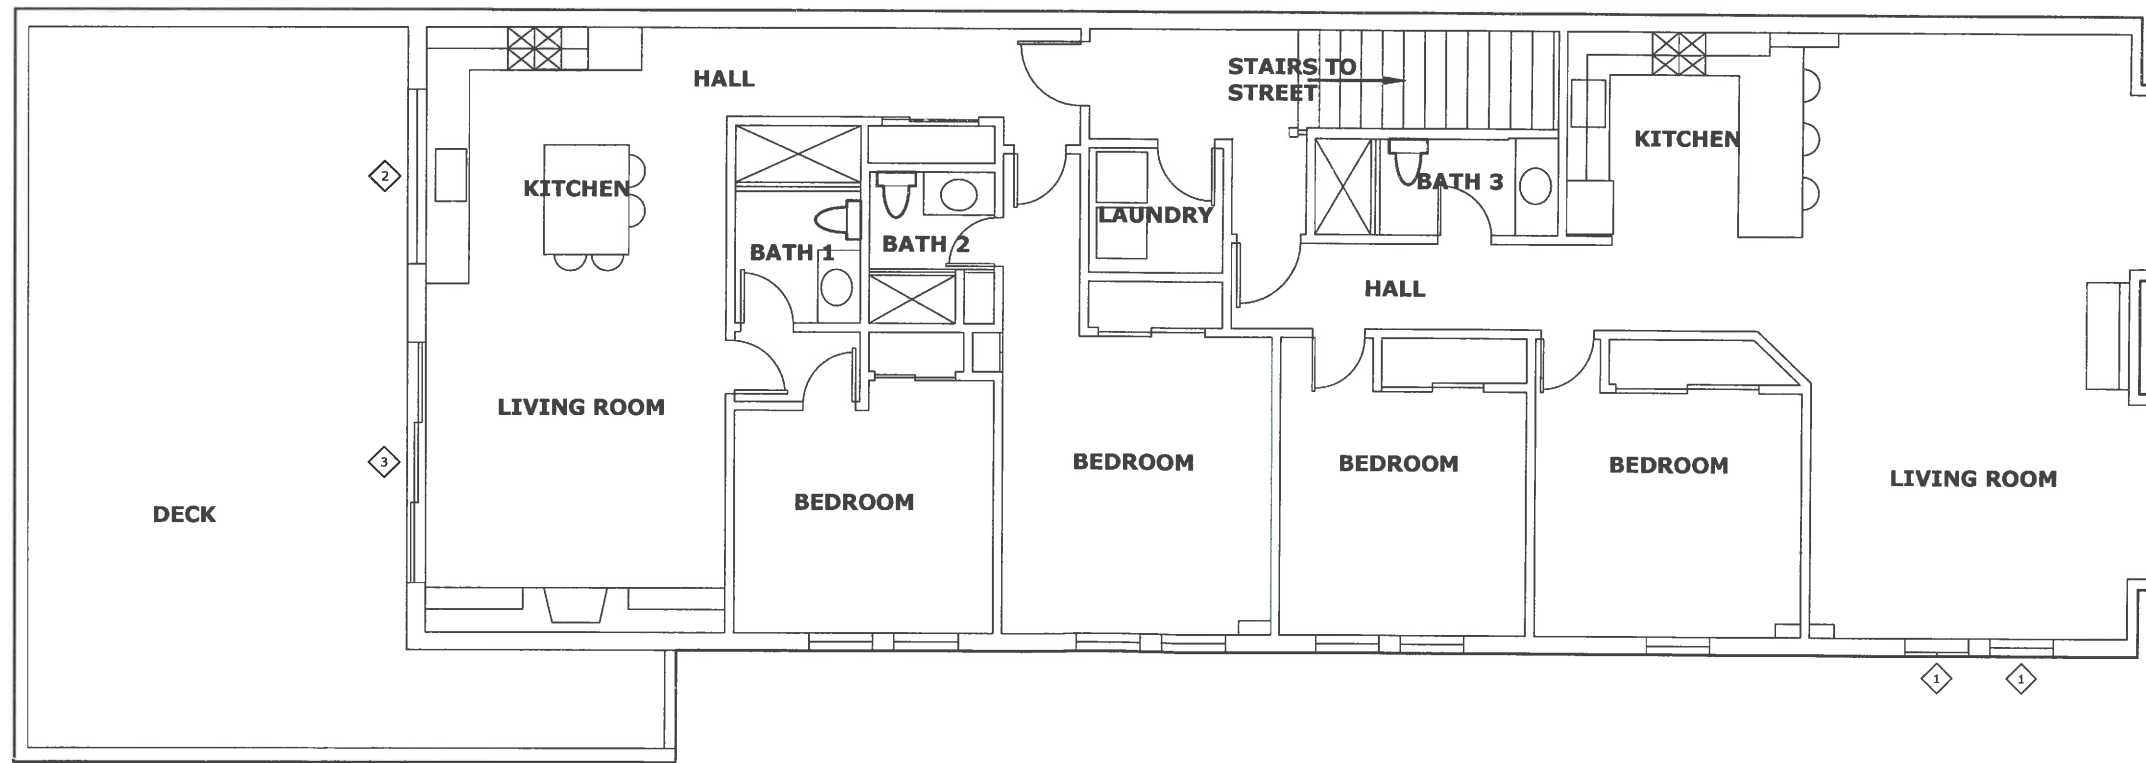 HALL
STAIRS TO
STREET
KITCHEN
2
KITCHEN
BATH 3
LAUNDRY
BATH 1
BATH 2
HALL
LIVING ROOM
3
BEDROOM
BEDROOM
BEDROOM
LIVING ROOM
BEDROOM
DECK
1
1